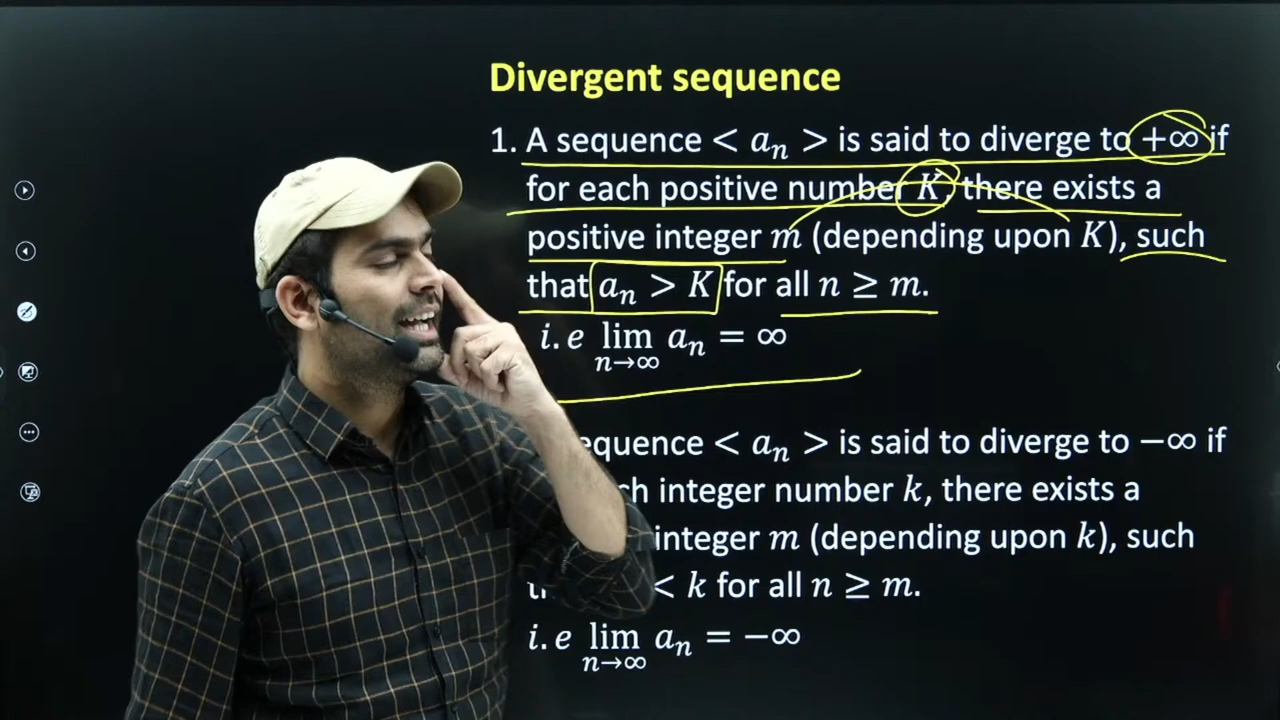 Divergent sequence
1. A sequence < aₙ > is said to diverge to +∞ if
for each positive number K, there exists a
positive integer m (depending upon K), such
that aₙ > K for all n ≥ m.
i.e lim aₙ = ∞
n→∞
sequence < aₙ > is said to diverge to −∞ if
integer number k, there exists a
integer m (depending upon k), such
< k for all n ≥ m.
i.e lim aₙ = −∞
n→∞